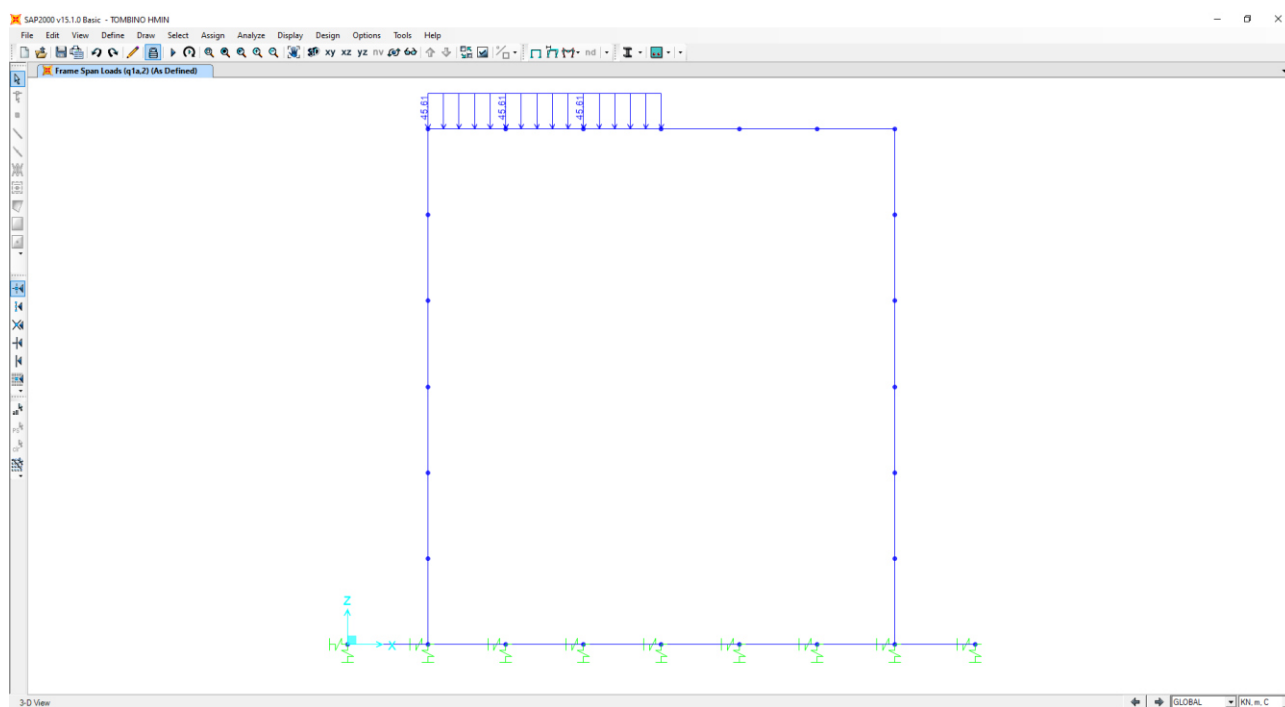 SAP2000 v15.1.0 Basic - TOMBINO HMIN
File Edit View Define Draw Select Assign Analyze Display Design Options Tools Help
xy xz yz nv nd
Frame Span Loads (q1a,2) (As Defined)
45.61 45.61 45.61
Z
X
3-D View GLOBAL KN, m, C